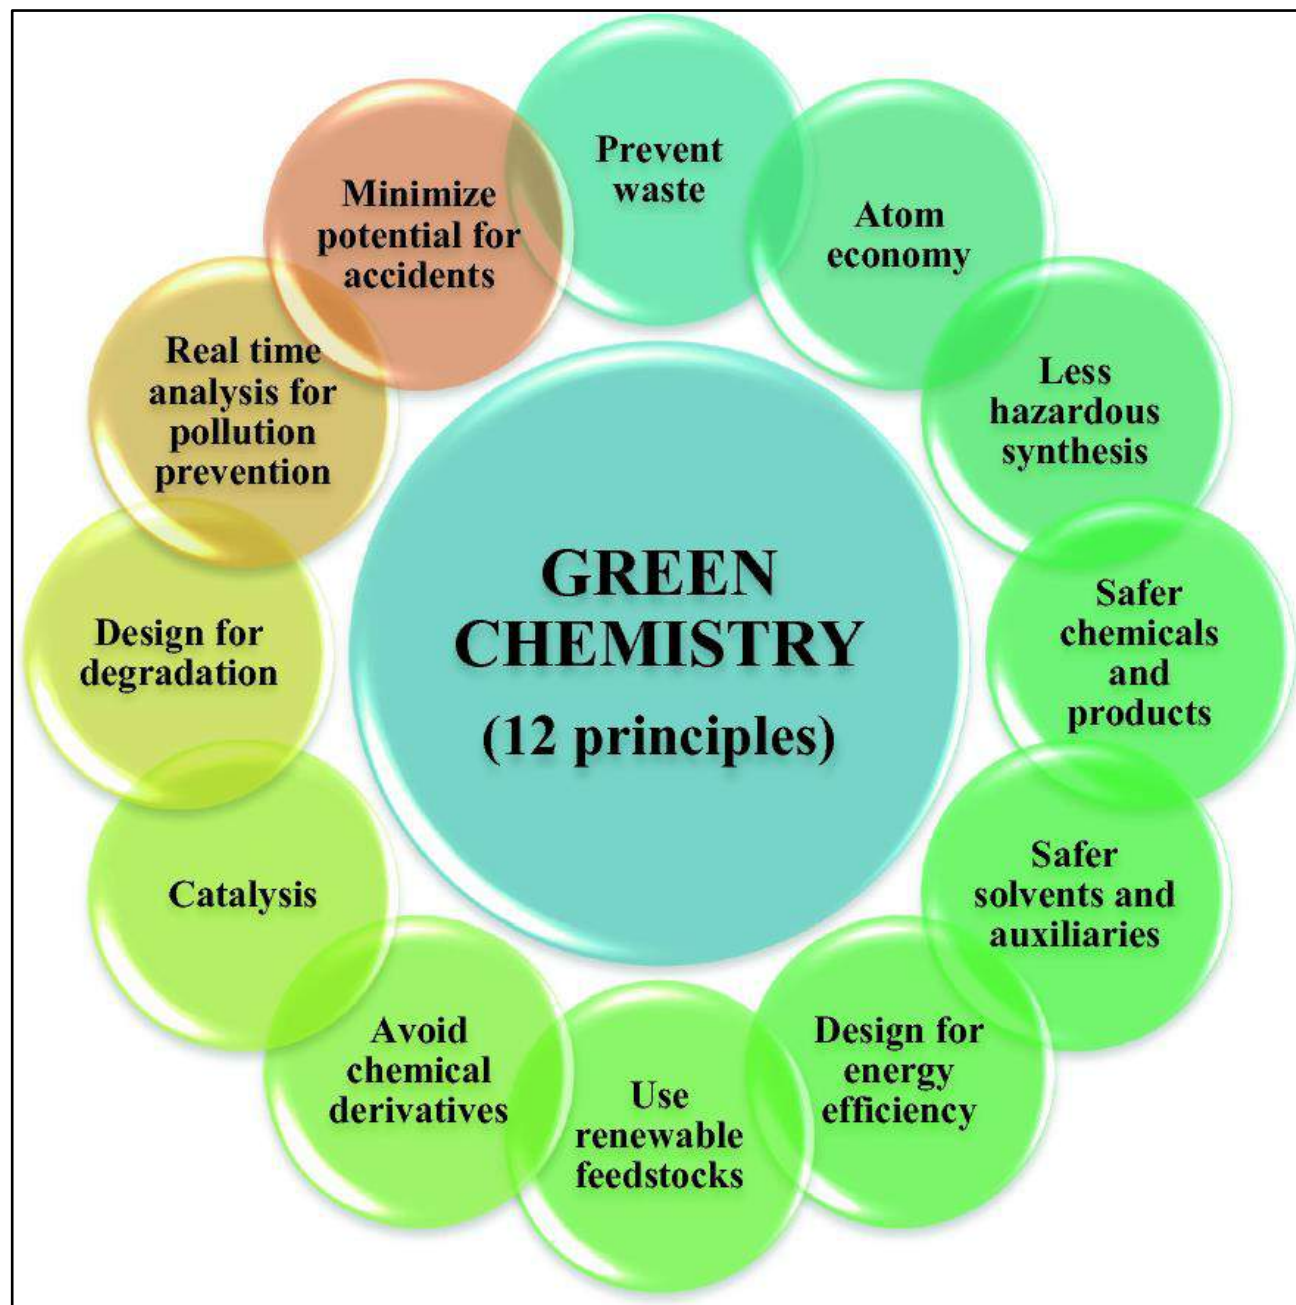 Prevent
waste
Atom
economy
Less
hazardous
synthesis
Safer
chemicals
and
products
Safer
solvents and
auxiliaries
Design for
energy
efficiency
Use
renewable
feedstocks
Avoid
chemical
derivatives
Catalysis
Design for
degradation
Real time
analysis for
pollution
prevention
Minimize
potential for
accidents
GREEN
CHEMISTRY
(12 principles)